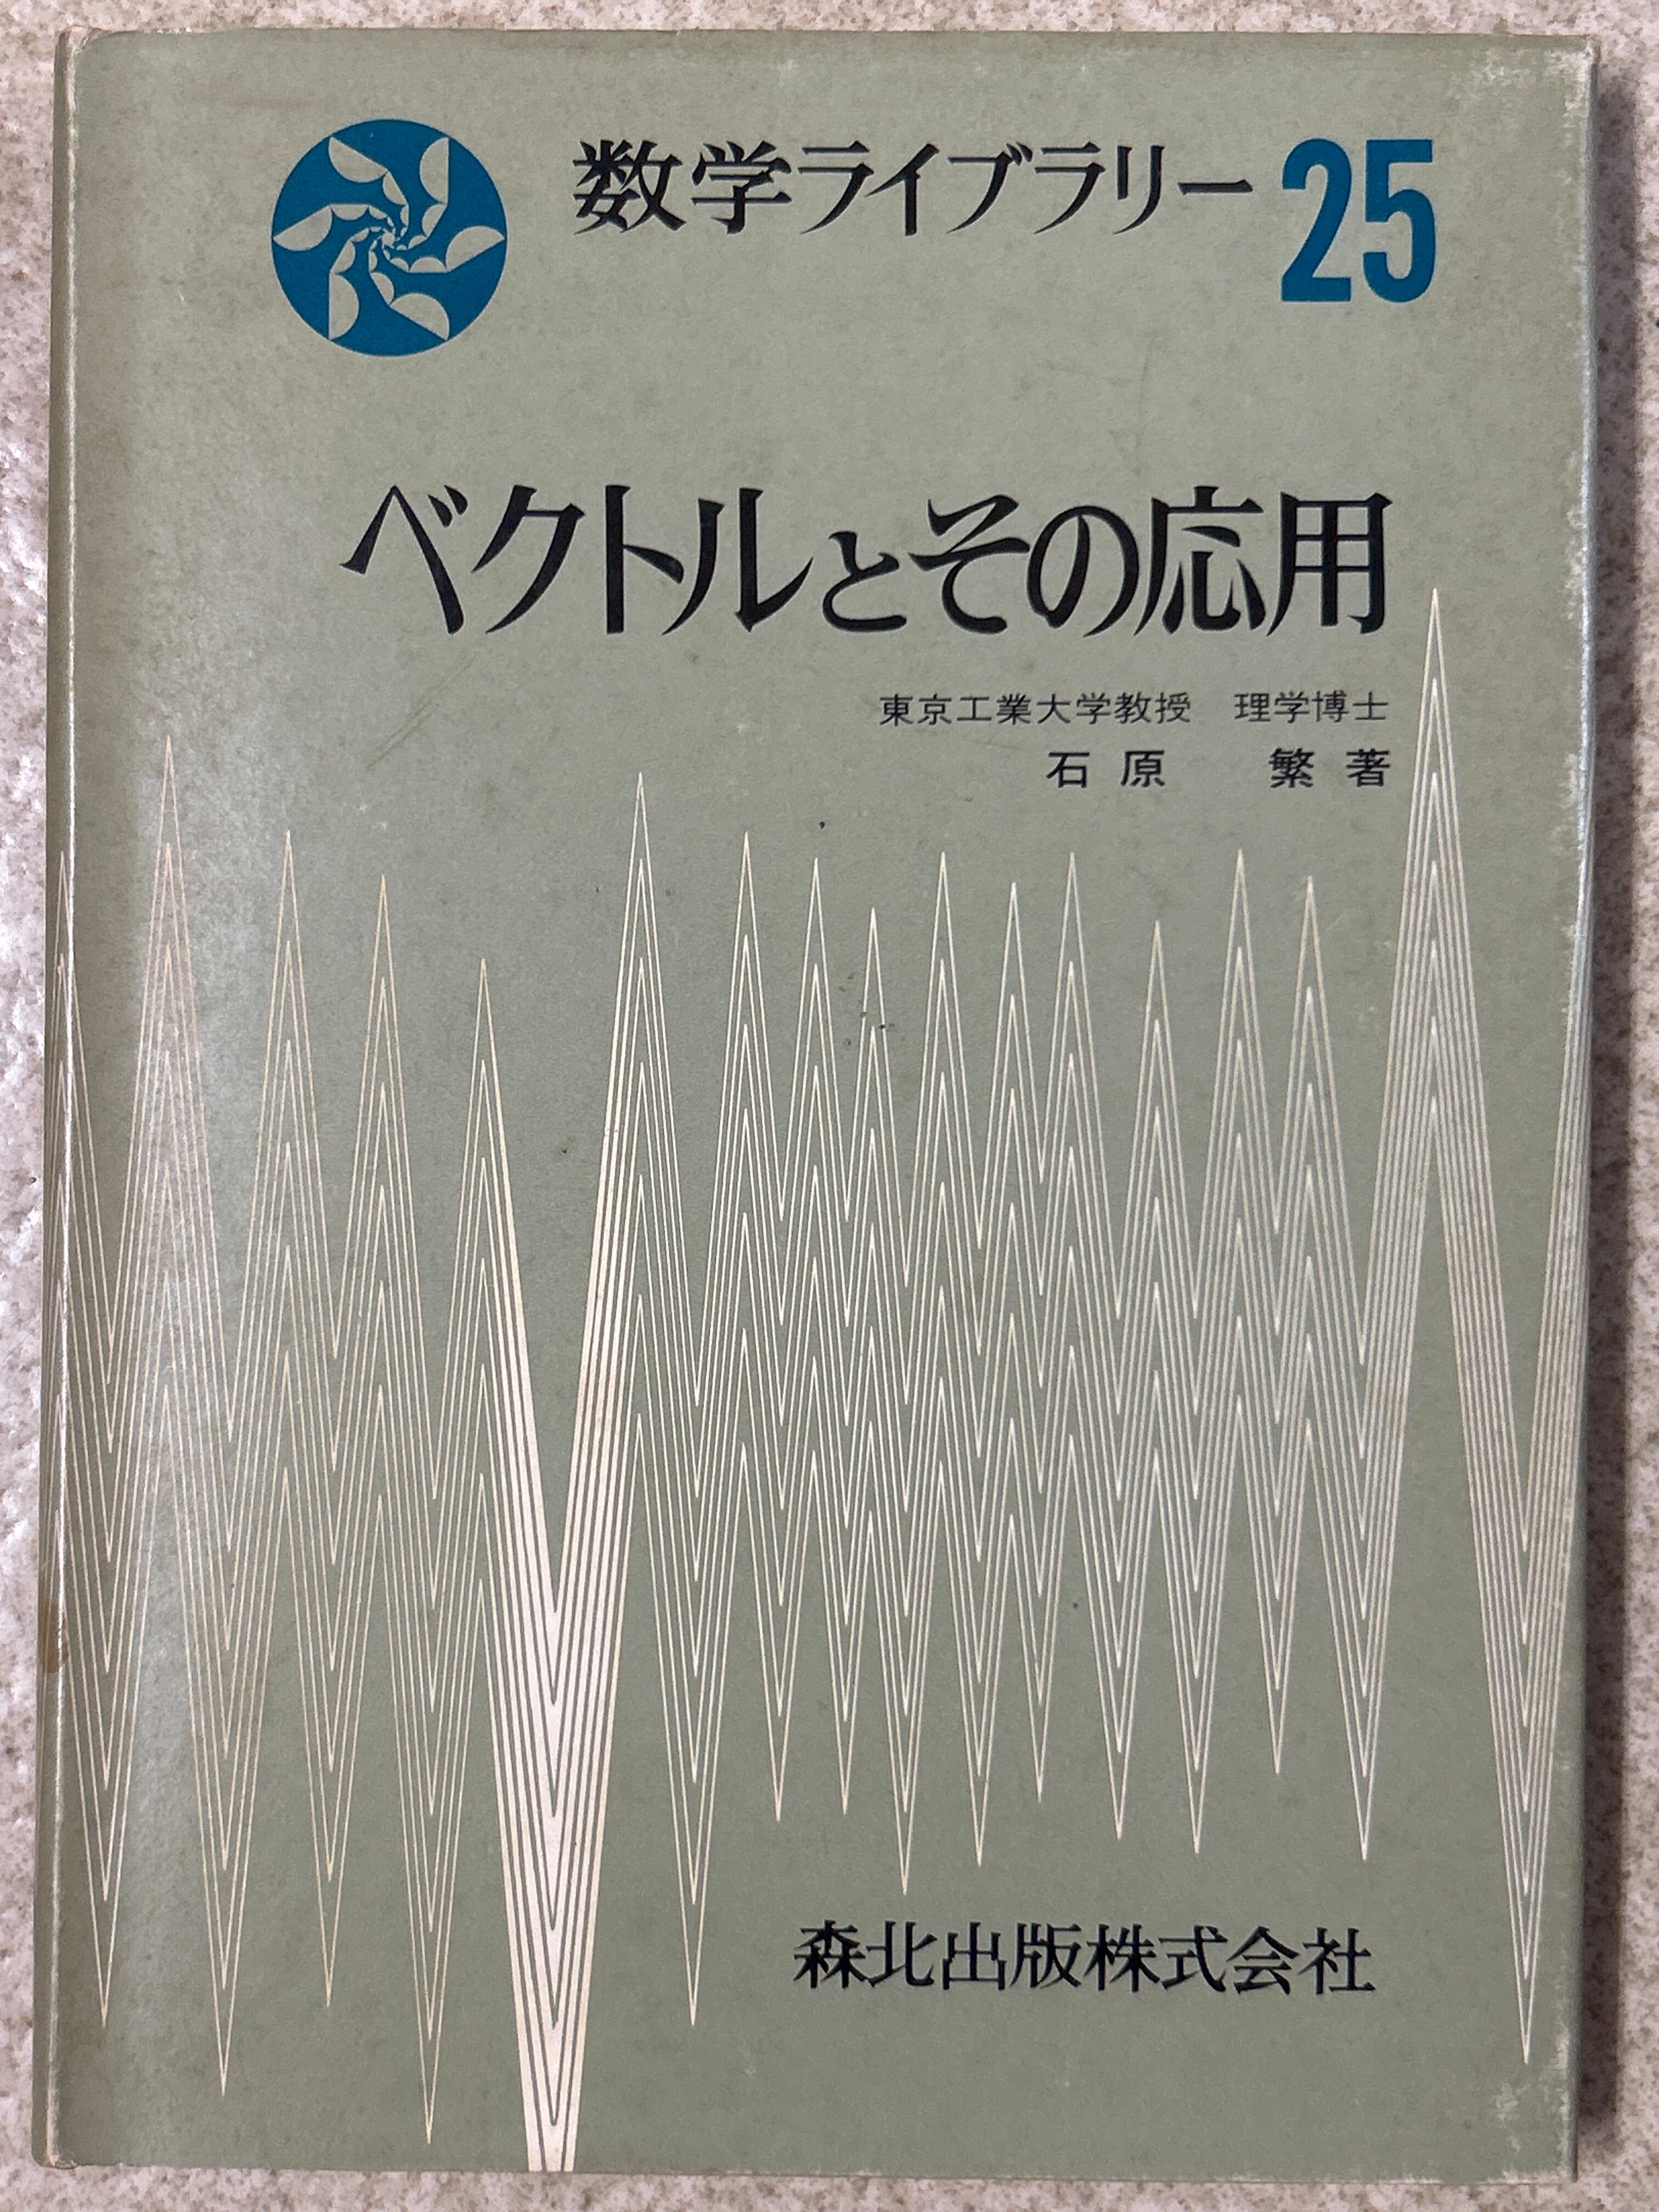 数学ライブラリー 25
ベクトルとその応用
東京工業大学教授 理学博士
石原 繁 著
森北出版株式会社